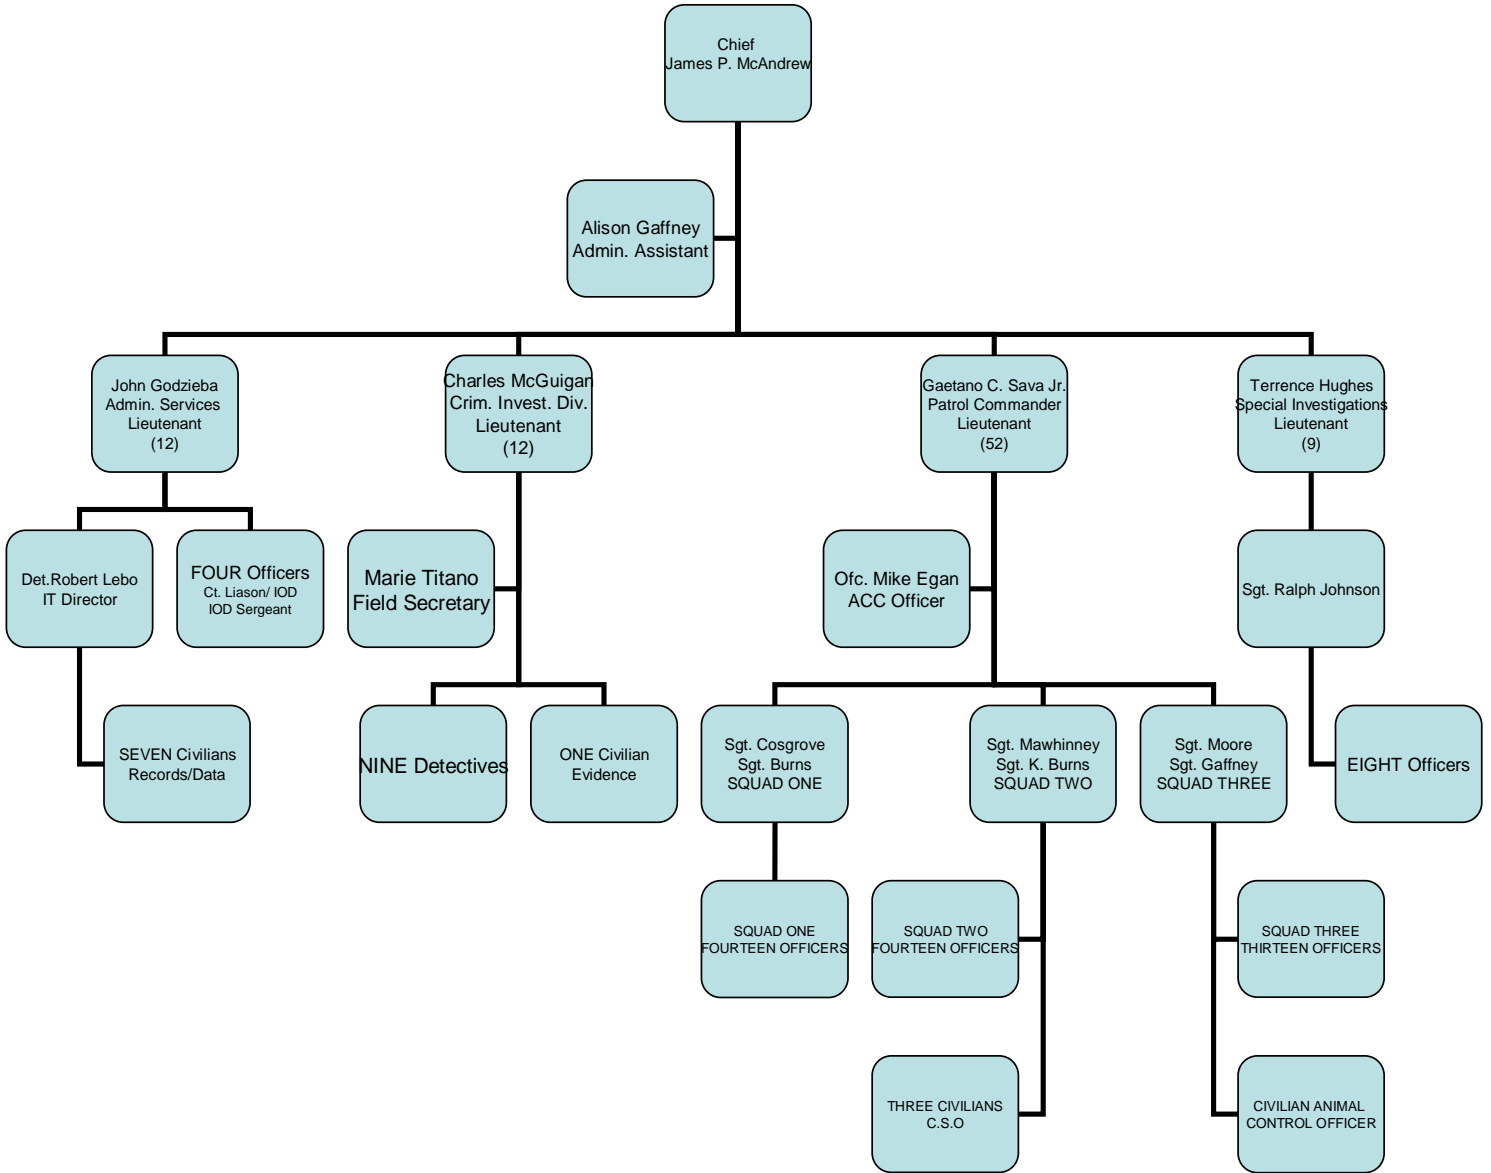 Chief
James P. McAndrew
Alison Gaffney
Admin. Assistant
John Godzieba
Admin. Services
Lieutenant
(12)
Charles McGuigan
Crim. Invest. Div.
Lieutenant
(12)
Gaetano C. Sava Jr.
Patrol Commander
Lieutenant
(52)
Terrence Hughes
Special Investigations
Lieutenant
(9)
Det.Robert Lebo
IT Director
FOUR Officers
Ct. Liason/ IOD
IOD Sergeant
Marie Titano
Field Secretary
Ofc. Mike Egan
ACC Officer
Sgt. Ralph Johnson
SEVEN Civilians
Records/Data
NINE Detectives
ONE Civilian
Evidence
Sgt. Cosgrove
Sgt. Burns
SQUAD ONE
Sgt. Mawhinney
Sgt. K. Burns
SQUAD TWO
Sgt. Moore
Sgt. Gaffney
SQUAD THREE
EIGHT Officers
SQUAD ONE
FOURTEEN OFFICERS
SQUAD TWO
FOURTEEN OFFICERS
SQUAD THREE
THIRTEEN OFFICERS
THREE CIVILIANS
C.S.O
CIVILIAN ANIMAL
CONTROL OFFICER